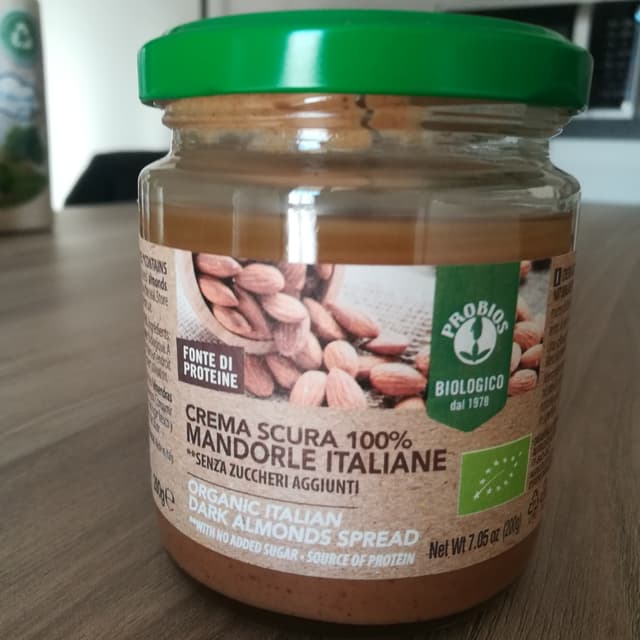 FONTE DI
PROTEINE
PROBIOS
BIOLOGICO
dal 1978
CREMA SCURA 100%
MANDORLE ITALIANE
**SENZA ZUCCHERI AGGIUNTI
ORGANIC ITALIAN
DARK ALMONDS SPREAD
**WITH NO ADDED SUGAR - SOURCE OF PROTEIN
Net Wt 7.05 oz (200g)